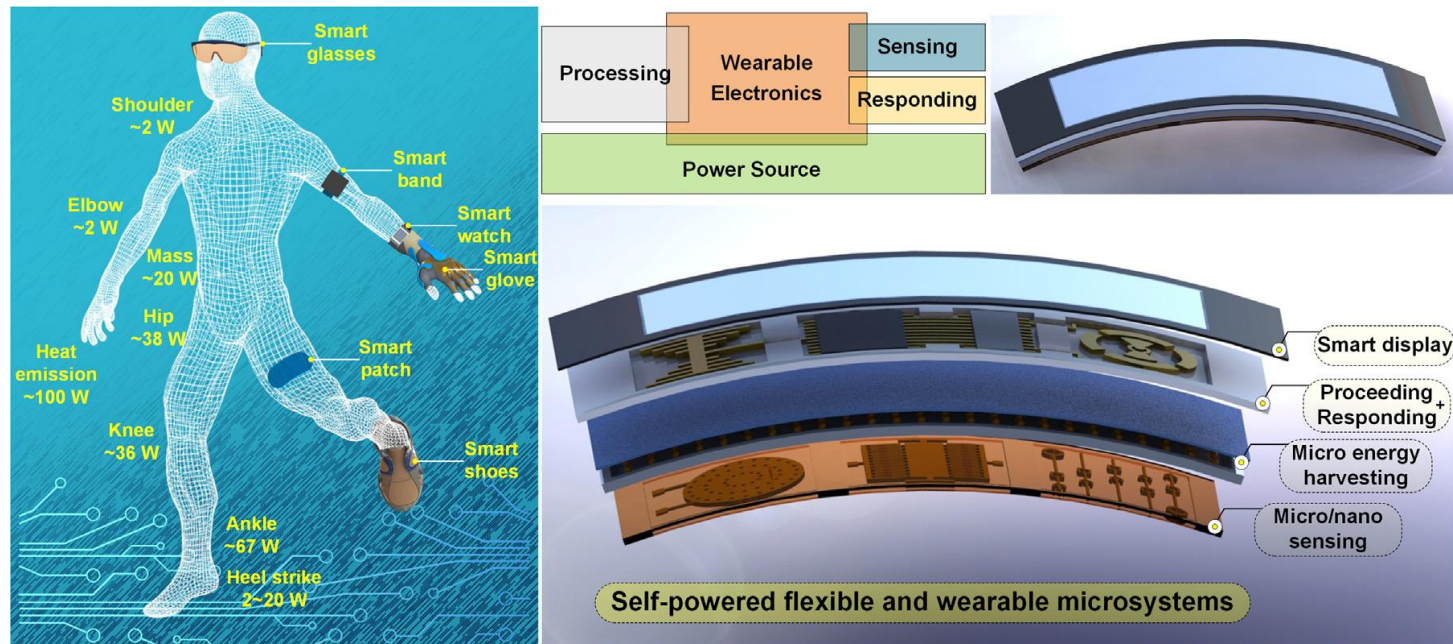 Smart
glasses
Shoulder
~2 W
Smart
band
Elbow
~2 W
Smart
watch
Mass
~20 W
Smart
glove
Hip
~38 W
Heat
emission
~100 W
Smart
patch
Knee
~36 W
Smart
shoes
Ankle
~67 W
Heel strike
2~20 W
Processing
Wearable
Electronics
Sensing
Responding
Power Source
Smart display
Proceeding
+
Responding
Micro energy
harvesting
Micro/nano
sensing
Self-powered flexible and wearable microsystems